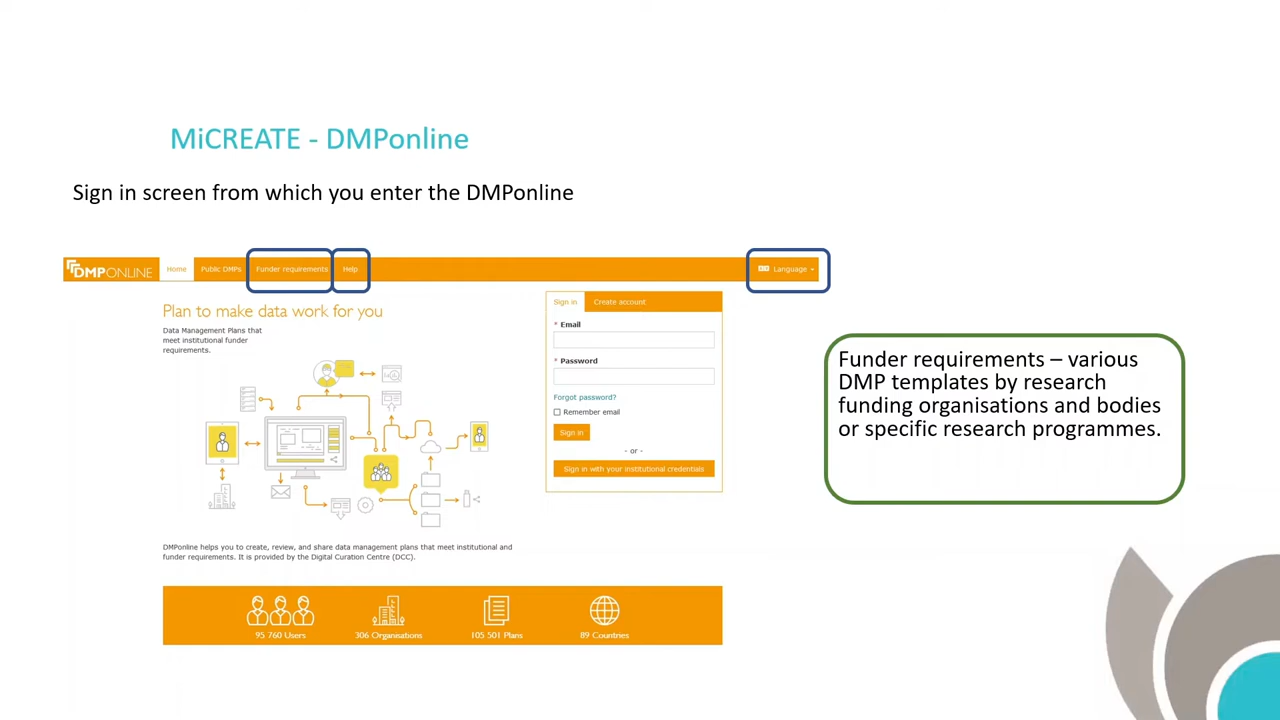 MiCREATE - DMPonline
Sign in screen from which you enter the DMPonline
DMPONLINE Home Public DMPs Funder requirements Help Language
Plan to make data work for you
Data Management Plans that
meet institutional funder
requirements.
Sign in Create account
* Email
* Password
Forgot password?
Remember email
Sign in
- or -
Sign in with your institutional credentials
Funder requirements – various
DMP templates by research
funding organisations and bodies
or specific research programmes.
DMPonline helps you to create, review, and share data management plans that meet institutional and
funder requirements. It is provided by the Digital Curation Centre (DCC).
95 760 Users 306 Organisations 105 501 Plans 89 Countries